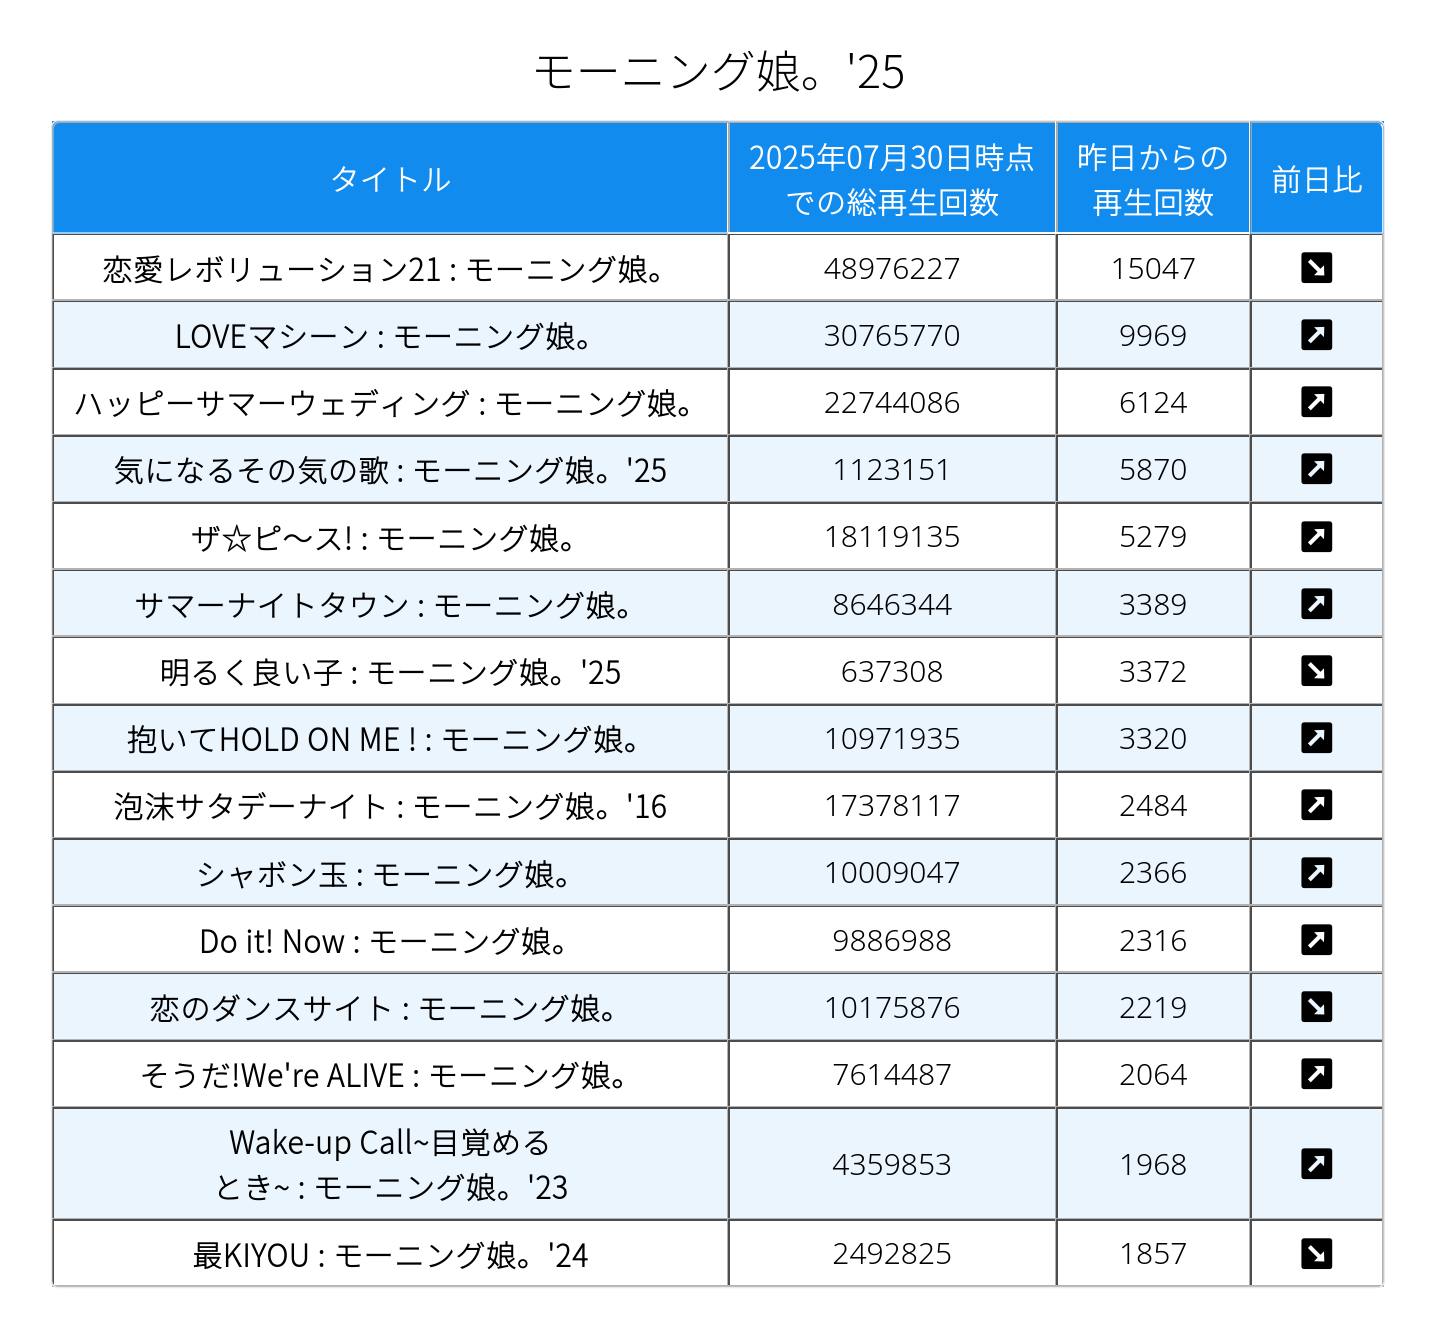 モーニング娘。'25
タイトル
2025年07月30日時点
での総再生回数
昨日からの
再生回数
前日比
恋愛レボリューション21 : モーニング娘。 48976227 15047 ↘
LOVEマシーン : モーニング娘。 30765770 9969 ↗
ハッピーサマーウェディング : モーニング娘。 22744086 6124 ↗
気になるその気の歌 : モーニング娘。'25 1123151 5870 ↗
ザ☆ピ〜ス! : モーニング娘。 18119135 5279 ↗
サマーナイトタウン : モーニング娘。 8646344 3389 ↗
明るく良い子 : モーニング娘。'25 637308 3372 ↘
抱いてHOLD ON ME ! : モーニング娘。 10971935 3320 ↗
泡沫サタデーナイト : モーニング娘。'16 17378117 2484 ↗
シャボン玉 : モーニング娘。 10009047 2366 ↗
Do it! Now : モーニング娘。 9886988 2316 ↗
恋のダンスサイト : モーニング娘。 10175876 2219 ↘
そうだ!We're ALIVE : モーニング娘。 7614487 2064 ↗
Wake-up Call~目覚める
とき~ : モーニング娘。'23 4359853 1968 ↗
最KIYOU : モーニング娘。'24 2492825 1857 ↘